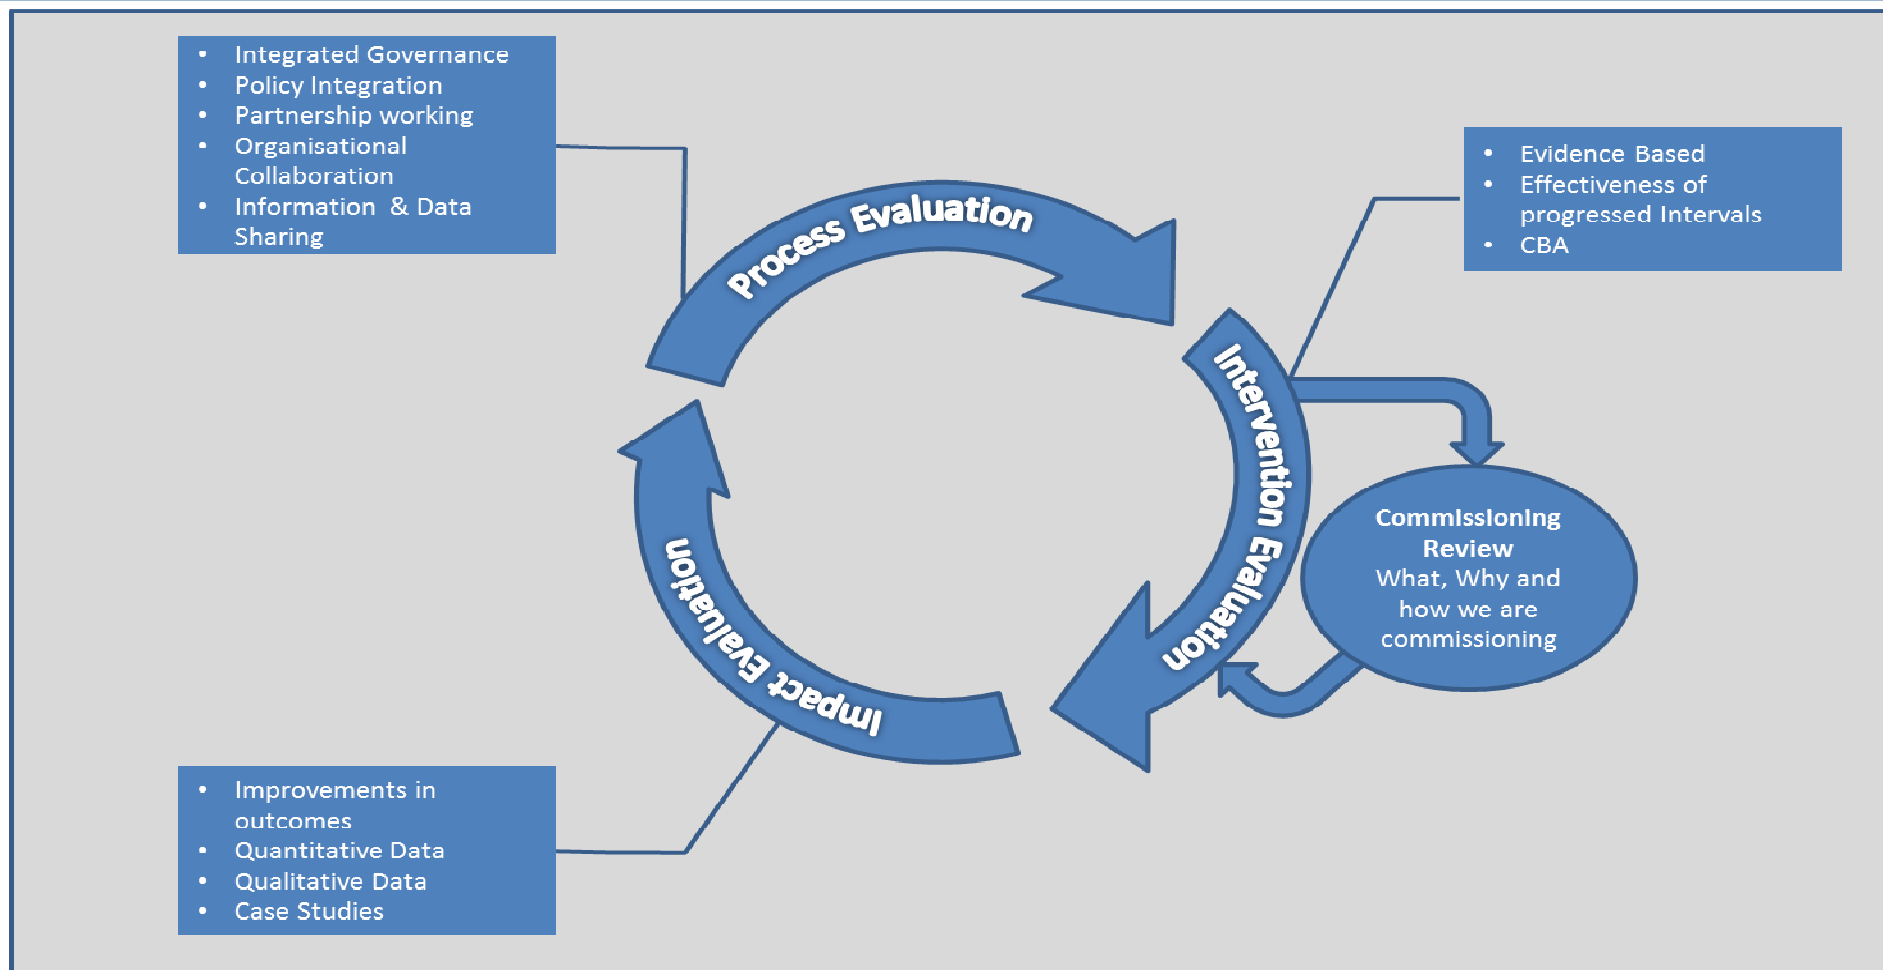 • Integrated Governance
• Policy Integration
• Partnership working
• Organisational
Collaboration
• Information & Data
Sharing
Process Evaluation
• Evidence Based
• Effectiveness of
progressed Intervals
• CBA
Intervention Evaluation
Commissioning
Review
What, Why and
how we are
commissioning
Impact Evaluation
• Improvements in
outcomes
• Quantitative Data
• Qualitative Data
• Case Studies